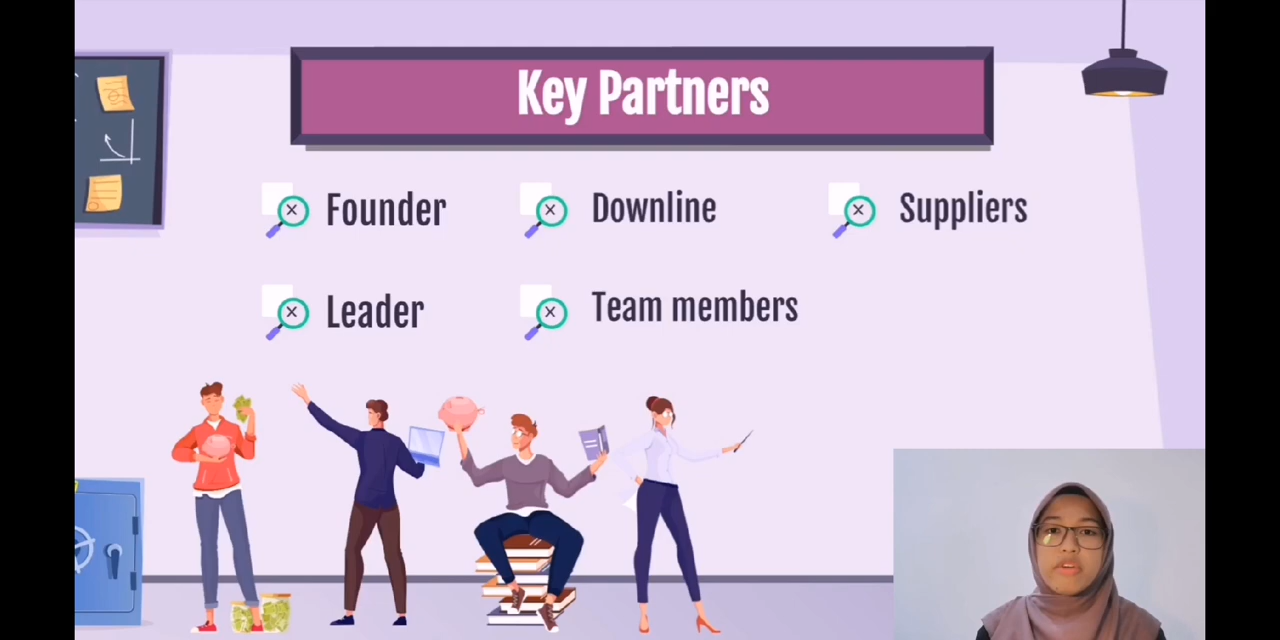 Key Partners
Founder
Downline
Suppliers
Leader
Team members